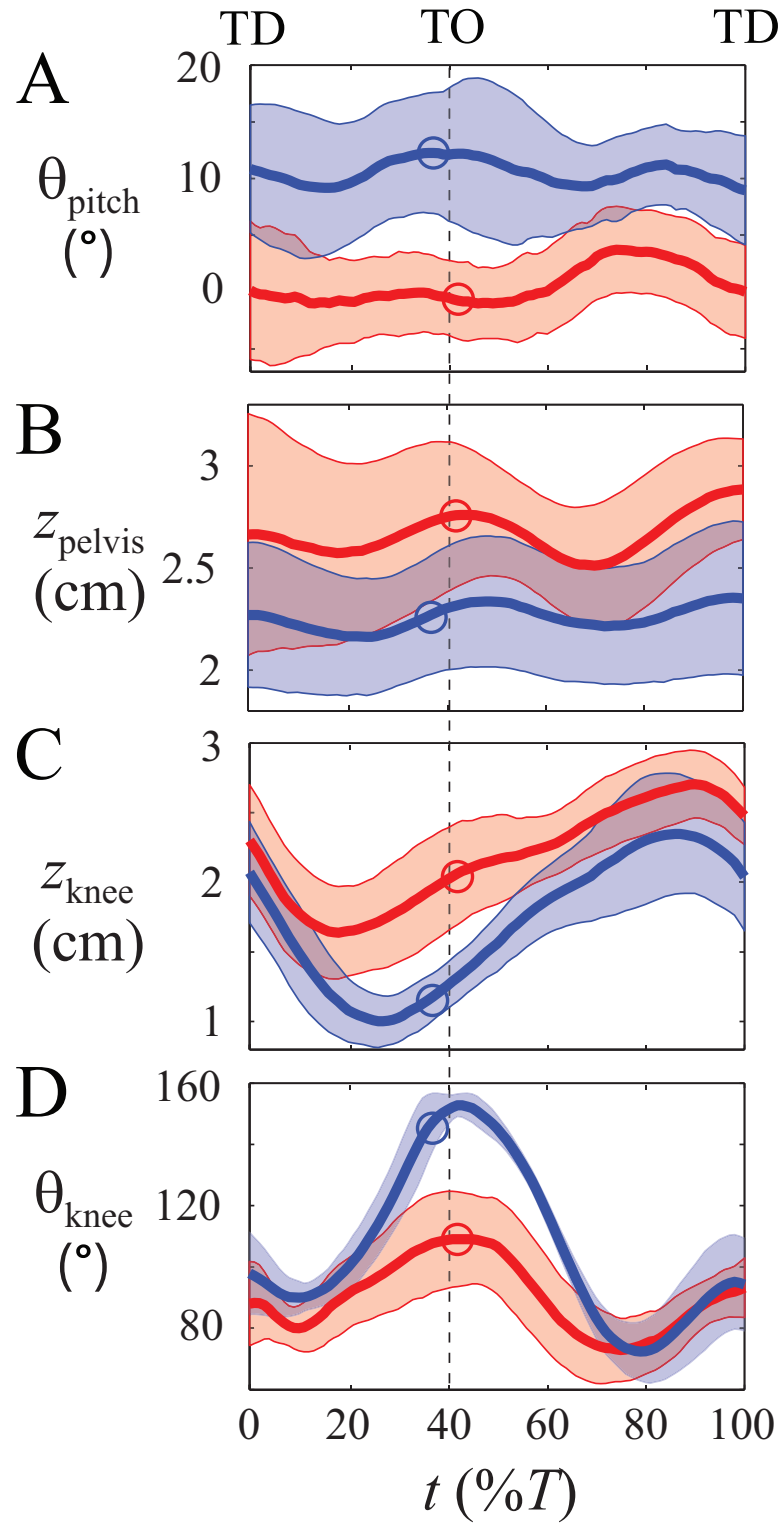 TD TO TD
A
20
10
0
θpitch
(°)
B
3
2.5
2
zpelvis
(cm)
C
3
2
1
zknee
(cm)
D
160
120
80
θknee
(°)
0 20 40 60 80 100
t (%T)